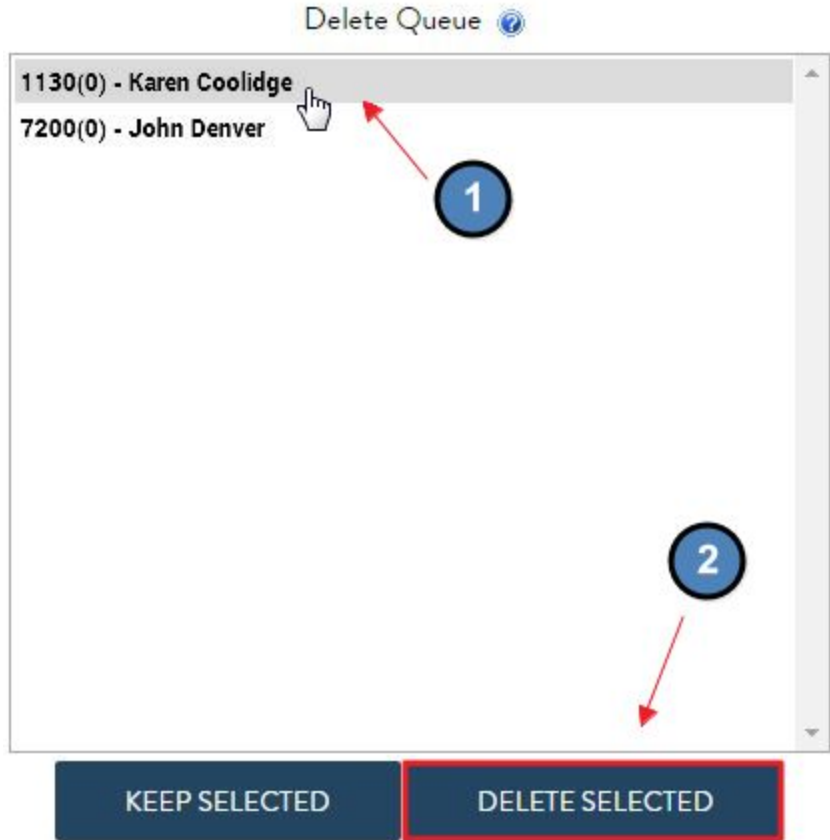 Delete Queue ?
1130(0) - Karen Coolidge
7200(0) - John Denver
1
2
KEEP SELECTED
DELETE SELECTED